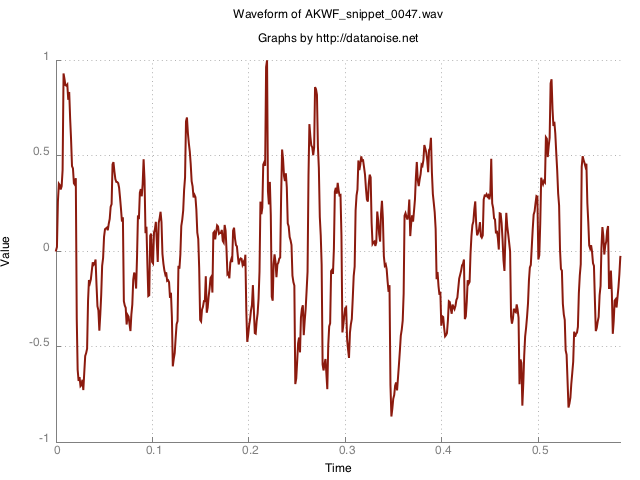 Waveform of AKWF_snippet_0047.wav
Graphs by http://datanoise.net
1
0.5
0
-0.5
-1
Value
0 0.1 0.2 0.3 0.4 0.5
Time